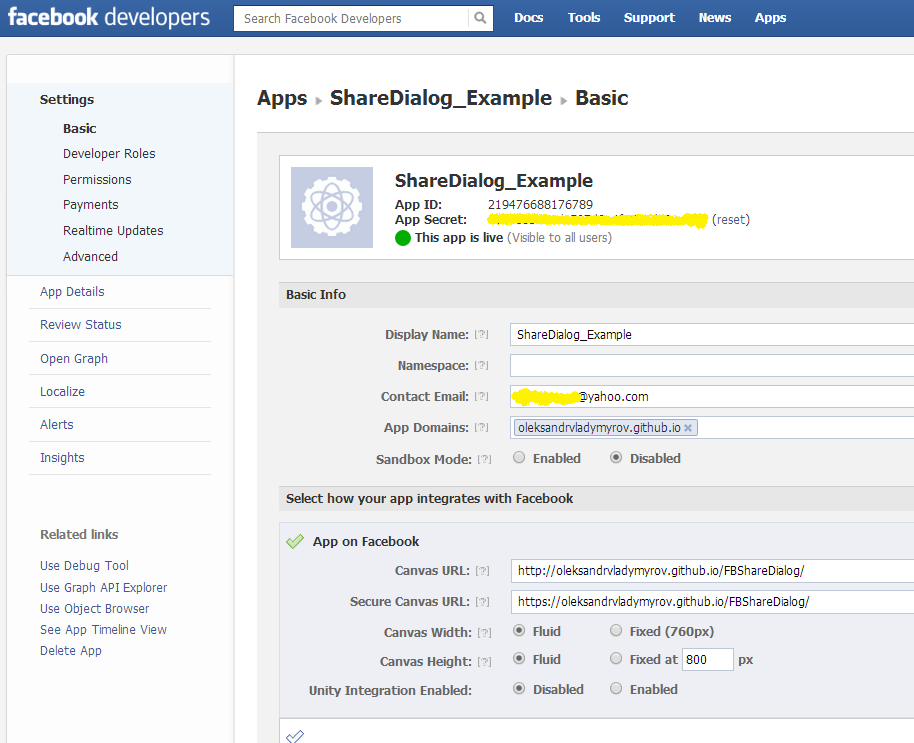 facebook developers Search Facebook Developers Docs Tools Support News Apps
Settings
Basic
Developer Roles
Permissions
Payments
Realtime Updates
Advanced
App Details
Review Status
Open Graph
Localize
Alerts
Insights
Related links
Use Debug Tool
Use Graph API Explorer
Use Object Browser
See App Timeline View
Delete App
Apps ▸ ShareDialog_Example ▸ Basic
ShareDialog_Example
App ID: 219476688176789
App Secret: (reset)
This app is live (Visible to all users)
Basic Info
Display Name: [?] ShareDialog_Example
Namespace: [?]
Contact Email: [?] @yahoo.com
App Domains: [?] oleksandrvladymyrov.github.io ×
Sandbox Mode: [?] Enabled Disabled
Select how your app integrates with Facebook
App on Facebook
Canvas URL: [?] http://oleksandrvladymyrov.github.io/FBShareDialog/
Secure Canvas URL: [?] https://oleksandrvladymyrov.github.io/FBShareDialog/
Canvas Width: [?] Fluid Fixed (760px)
Canvas Height: [?] Fluid Fixed at 800 px
Unity Integration Enabled: Disabled Enabled